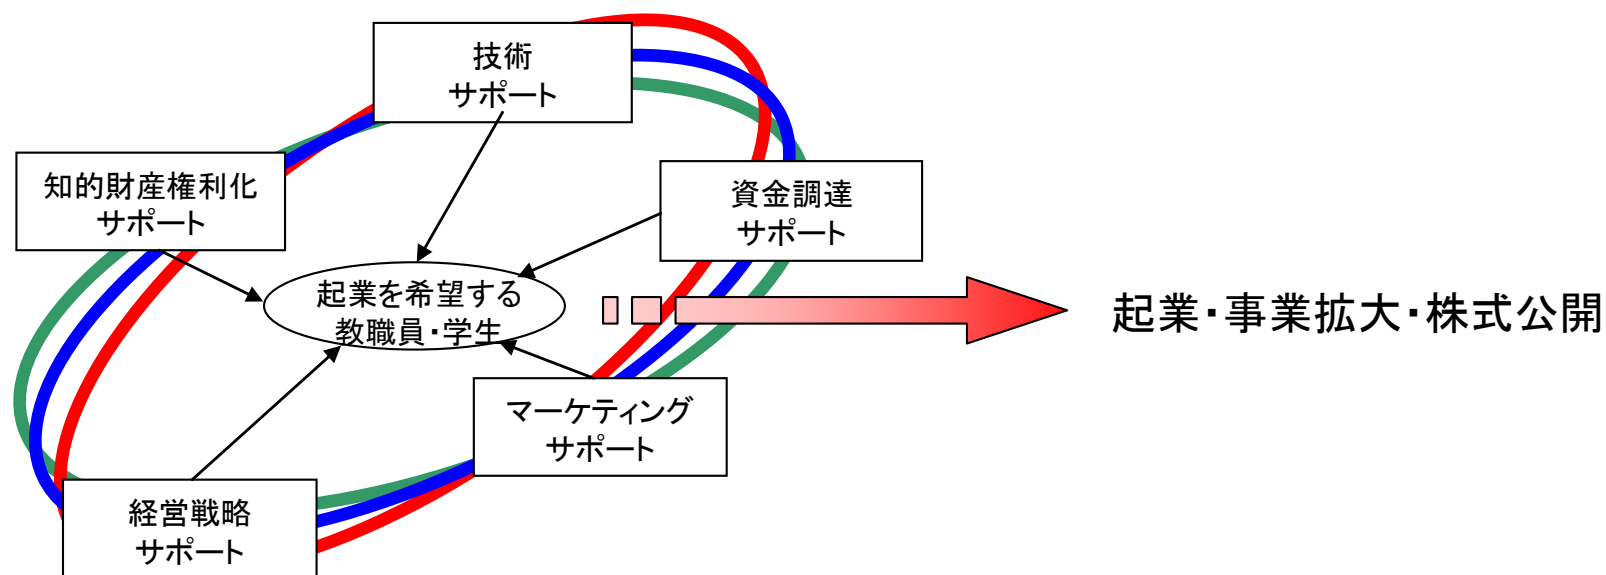 技術
サポート
知的財産権利化
サポート
資金調達
サポート
起業を希望する
教職員・学生
起業・事業拡大・株式公開
マーケティング
サポート
経営戦略
サポート